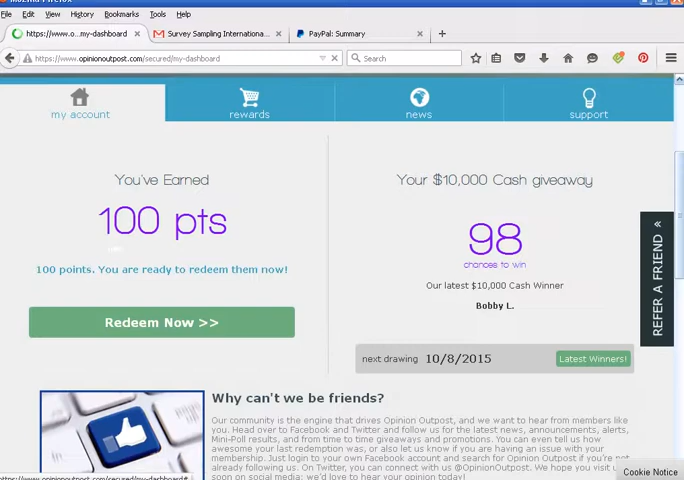 Mozilla Firefox
File Edit View History Bookmarks Tools Help
https://www.o...my-dashboard × Survey Sampling Internationa... × PayPal: Summary ×
https://www.opinionoutpost.com/secured/my-dashboard Search
my account rewards news support
You've Earned
100 pts
100 points. You are ready to redeem them now!
Redeem Now >>
Your $10,000 Cash giveaway
98
chances to win
Our latest $10,000 Cash Winner
Bobby L.
next drawing 10/8/2015 Latest Winners!
REFER A FRIEND «
Why can't we be friends?
Our community is the engine that drives Opinion Outpost, and we want to hear from members like
you. Head over to Facebook and Twitter and follow us for the latest news, announcements, alerts,
Mini-Poll results, and from time to time giveaways and promotions. You can even tell us how
awesome your last redemption was, or also let us know if you are having an issue with your
membership. Just login to your own Facebook account and search for Opinion Outpost if you're not
already following us. On Twitter, you can connect with us @OpinionOutpost. We hope you visit
on social media; we'd love to hear your opinion today!
Cookie Notice
https://www.opinionoutpost.com/secured/my-dashboard#